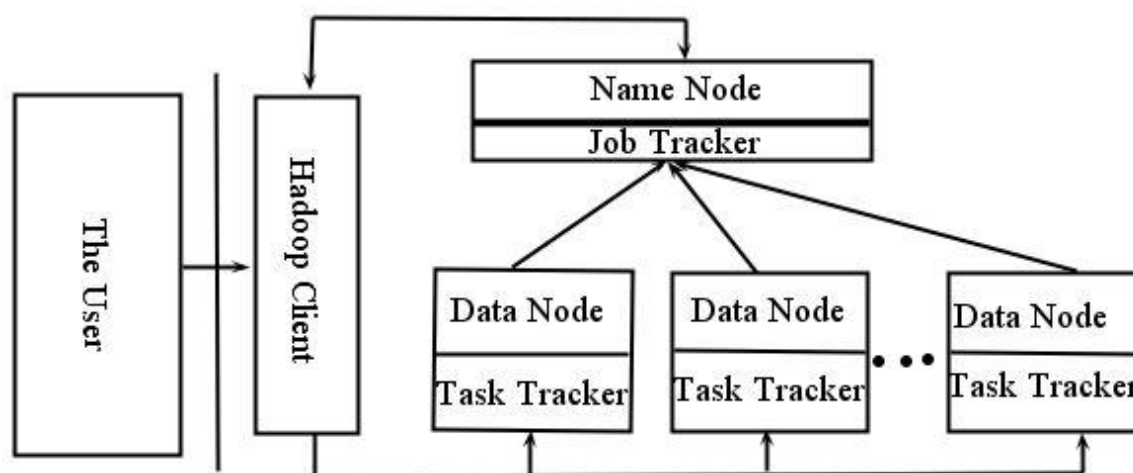 The User
Hadoop Client
Name Node
Job Tracker
Data Node
Task Tracker
Data Node
Task Tracker
Data Node
Task Tracker